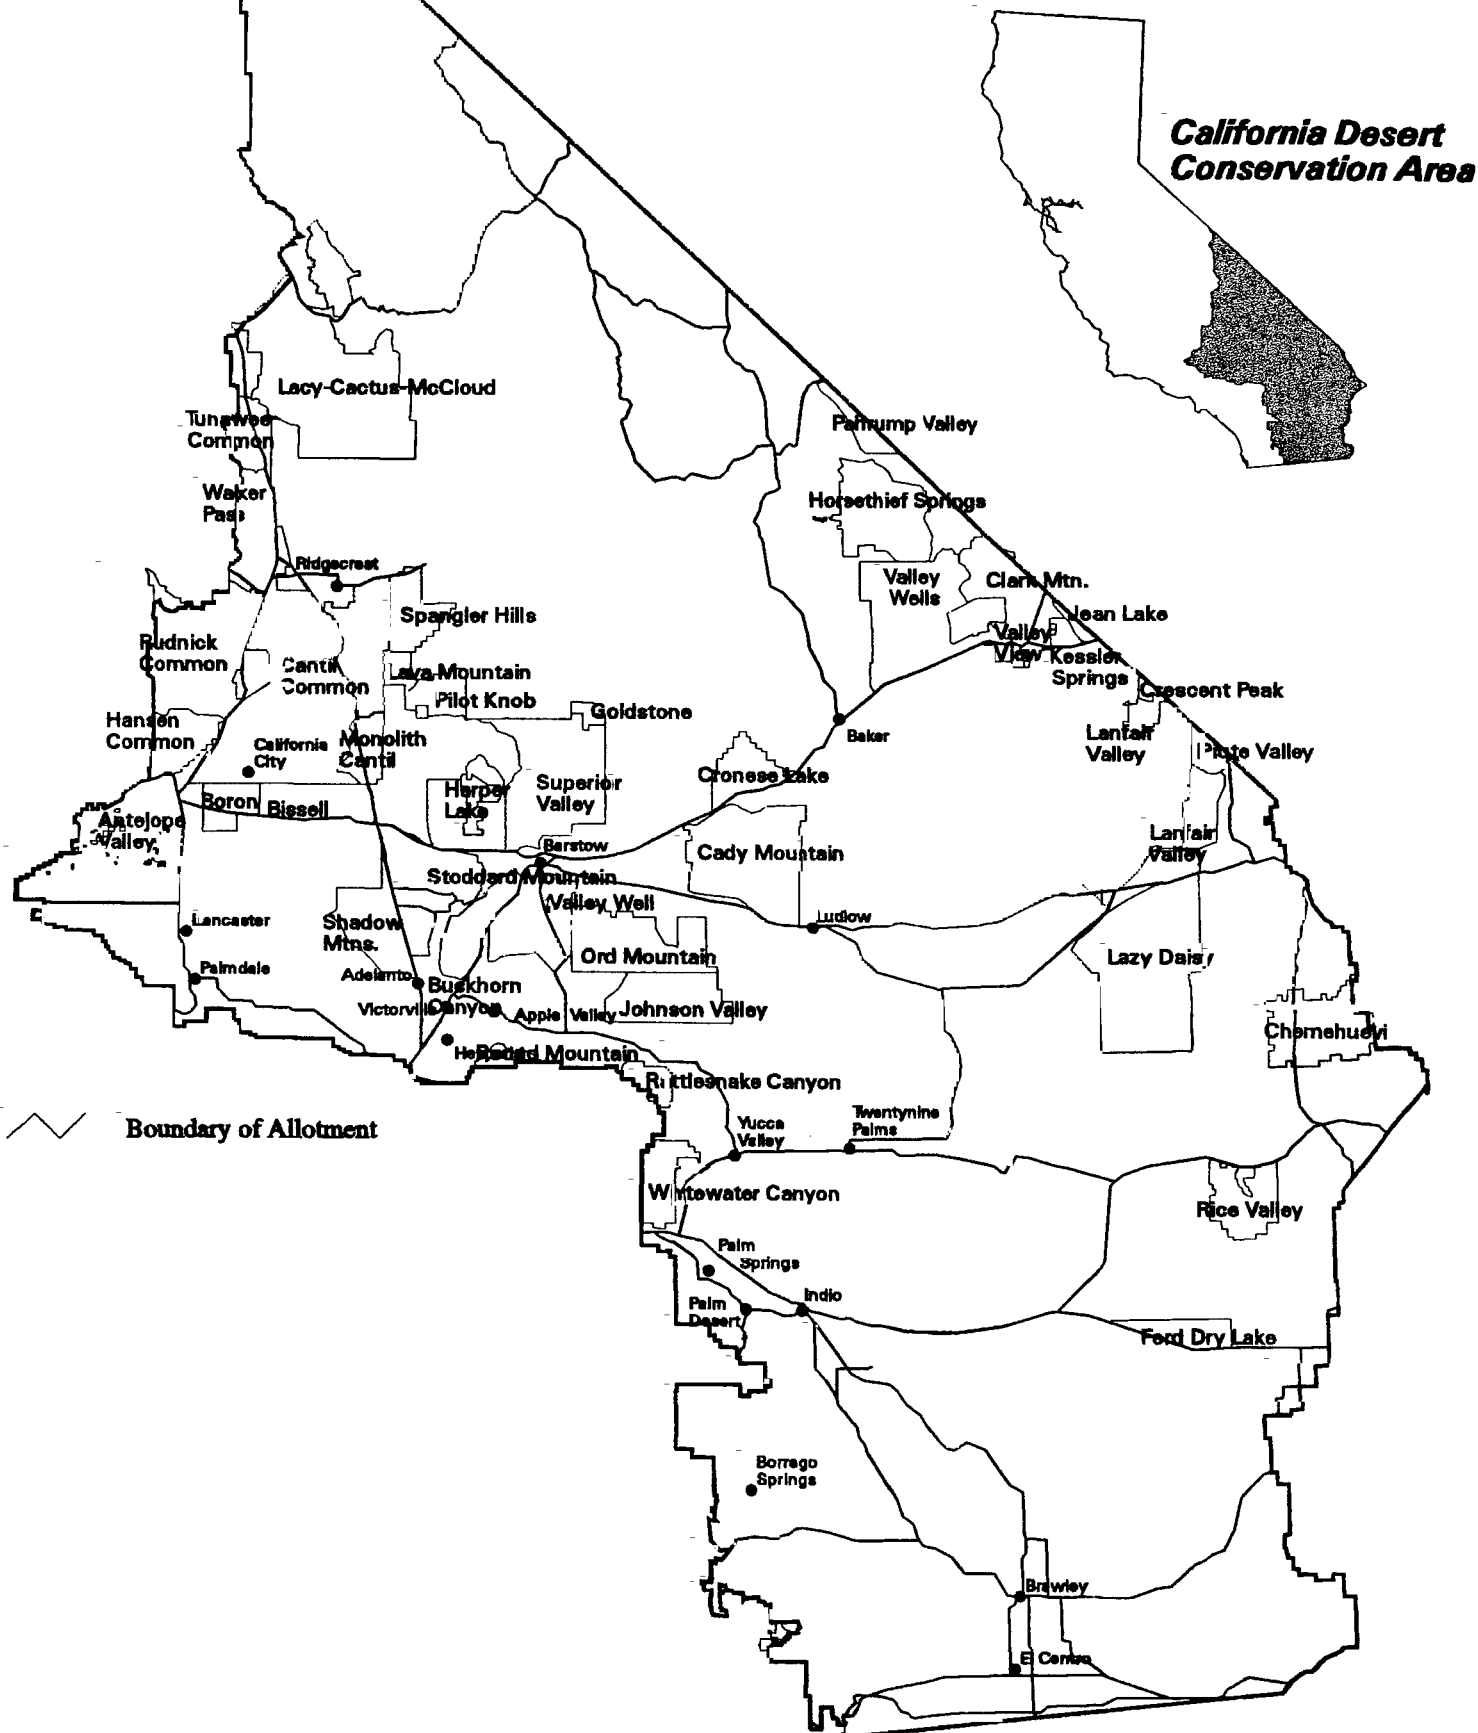 California Desert
Conservation Area
Lacy-Cactus-McCloud
Tunawee
Common
Pahrump Valley
Walker
Pass
Horsethief Springs
Ridgecrest
Valley
Wells
Clark Mtn.
Spangler Hills
Jean Lake
Rudnick
Common
Valley
View
Kessler
Springs
Cantil
Common
Lava Mountain
Pilot Knob
Crescent Peak
Goldstone
Hansen
Common
Lanfair
Valley
Baker
California
City
Monolith
Cantil
Piute Valley
Cronese Lake
Harper
Lake
Superior
Valley
Boron
Bissell
Antelope
Valley
Lanfair
Valley
Barstow
Cady Mountain
Stoddard Mountain
Valley Well
Ludlow
Lancaster
Shadow
Mtns.
Ord Mountain
Lazy Daisy
Palmdale
Adelanto
Buckhorn
Canyon
Victorville
Apple Valley
Johnson Valley
Chemehuevi
Round Mountain
Rattlesnake Canyon
Boundary of Allotment
Yucca
Valley
Twentynine
Palms
Whitewater Canyon
Rice Valley
Palm
Springs
Indio
Palm
Desert
Ford Dry Lake
Borrego
Springs
Brawley
El Centro